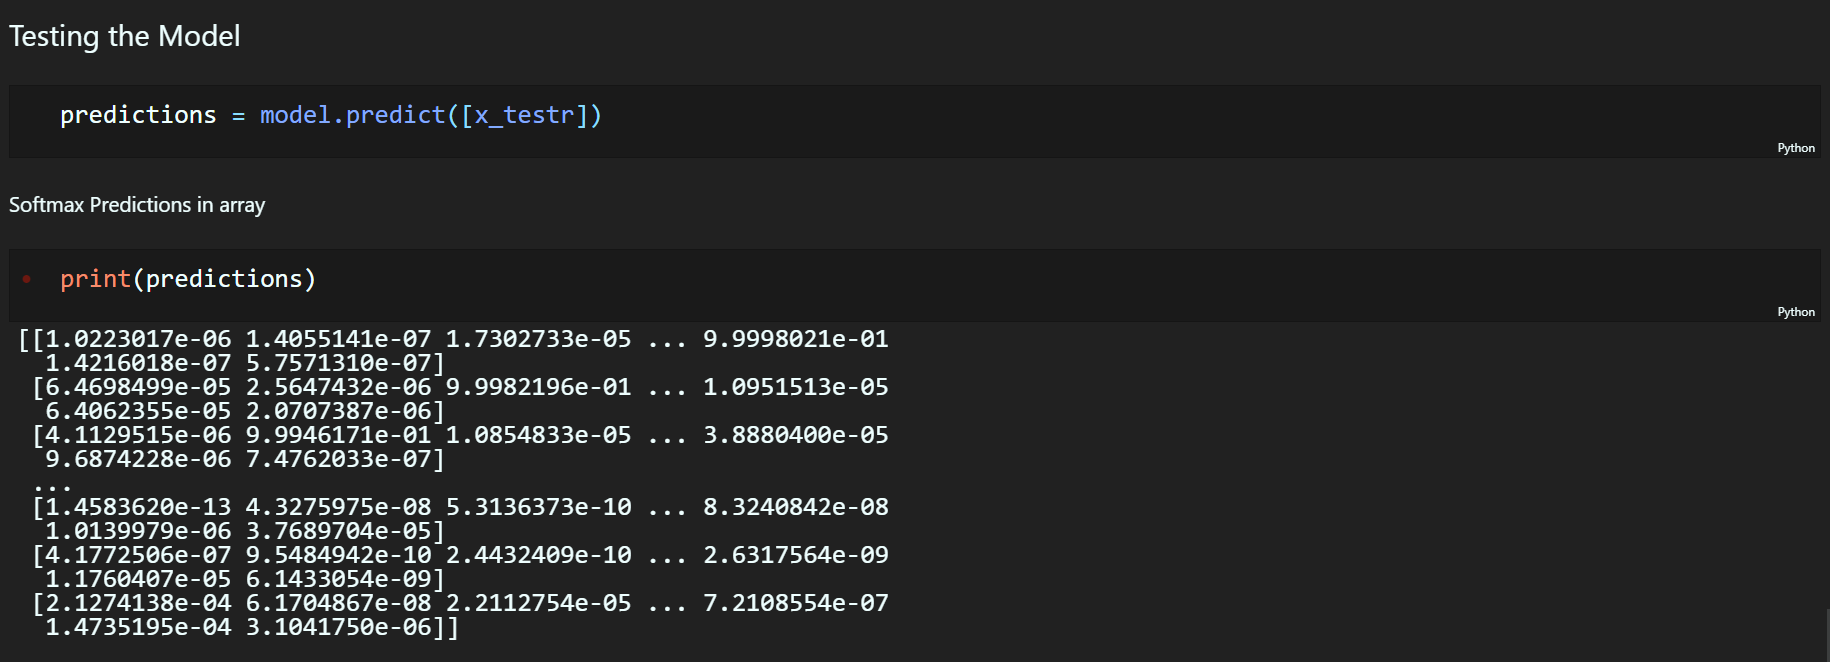 Testing the Model
predictions = model.predict([x_testr])
Python
Softmax Predictions in array
print(predictions)
Python
[[1.0223017e-06 1.4055141e-07 1.7302733e-05 ... 9.9998021e-01
1.4216018e-07 5.7571310e-07]
[6.4698499e-05 2.5647432e-06 9.9982196e-01 ... 1.0951513e-05
6.4062355e-05 2.0707387e-06]
[4.1129515e-06 9.9946171e-01 1.0854833e-05 ... 3.8880400e-05
9.6874228e-06 7.4762033e-07]
...
[1.4583620e-13 4.3275975e-08 5.3136373e-10 ... 8.3240842e-08
1.0139979e-06 3.7689704e-05]
[4.1772506e-07 9.5484942e-10 2.4432409e-10 ... 2.6317564e-09
1.1760407e-05 6.1433054e-09]
[2.1274138e-04 6.1704867e-08 2.2112754e-05 ... 7.2108554e-07
1.4735195e-04 3.1041750e-06]]